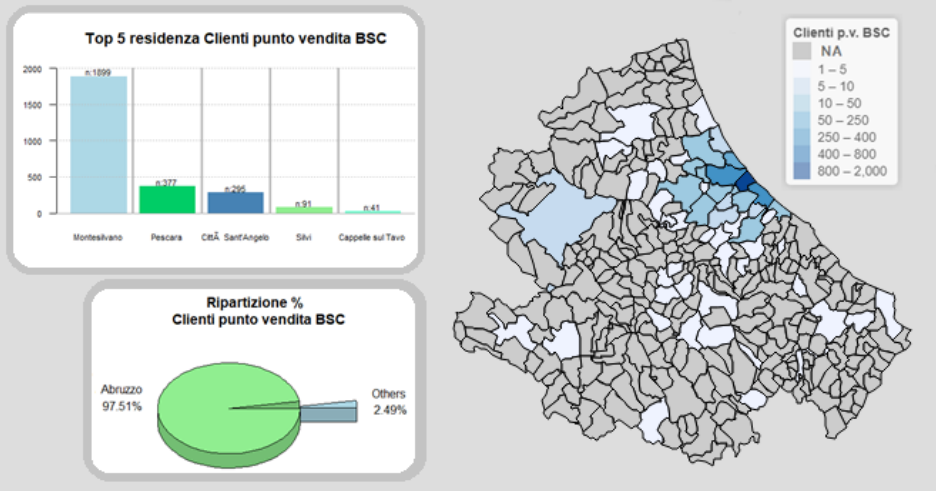 Top 5 residenza Clienti punto vendita BSC
2000
1500
1000
500
0
n:1899
n:377
n:295
n:91
n:41
Montesilvano
Pescara
CittÃ Sant'Angelo
Silvi
Cappelle sul Tavo
Ripartizione %
Clienti punto vendita BSC
Abruzzo
97.51%
Others
2.49%
Clienti p.v. BSC
NA
1 – 5
5 – 10
10 – 50
50 – 250
250 – 400
400 – 800
800 – 2,000